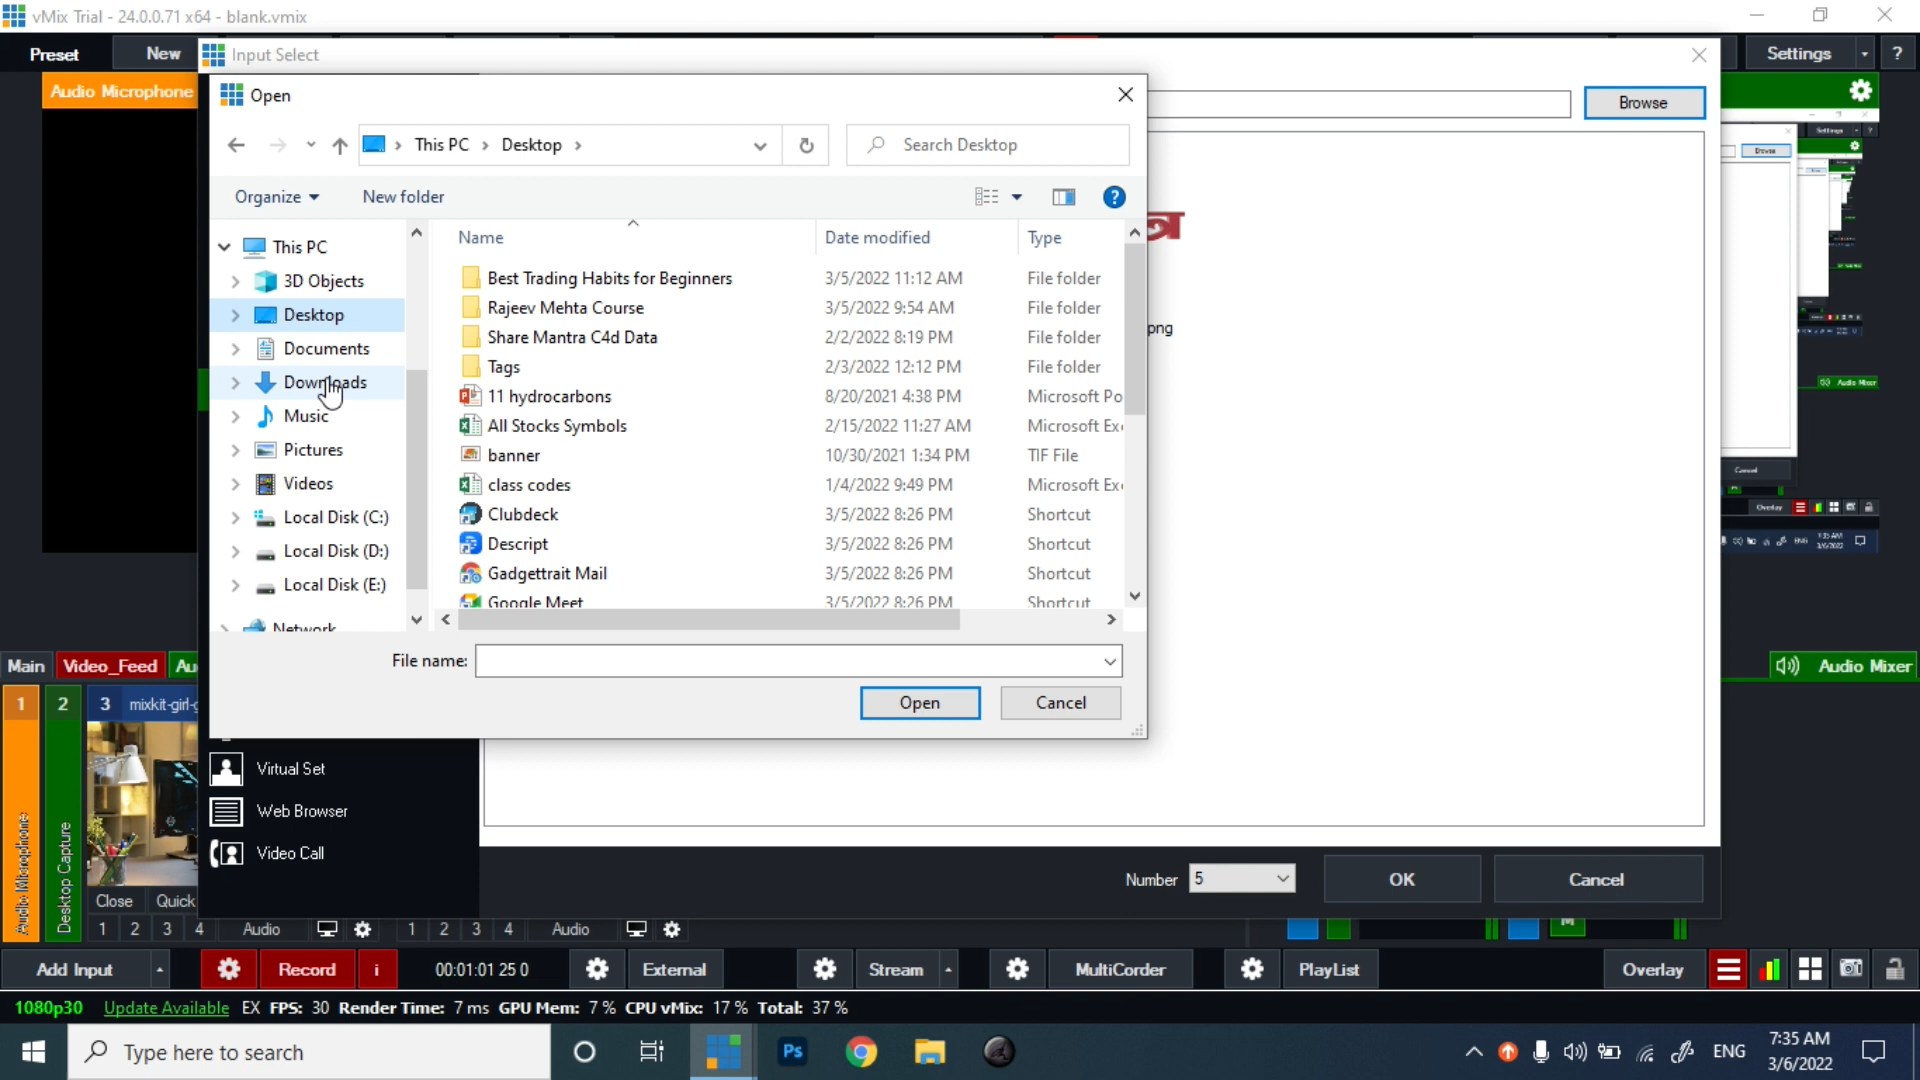 vMix Trial - 24.0.0.71 x64 - blank.vmix
Preset
New
Input Select
Settings
?
Audio Microphone
Open
Browse
This PC > Desktop >
Search Desktop
Organize
New folder
Name
Date modified
Type
This PC
3D Objects
Desktop
Documents
Downloads
Music
Pictures
Videos
Local Disk (C:)
Local Disk (D:)
Local Disk (E:)
Network
Best Trading Habits for Beginners 3/5/2022 11:12 AM File folder
Rajeev Mehta Course 3/5/2022 9:54 AM File folder
Share Mantra C4d Data 2/2/2022 8:19 PM File folder
Tags 2/3/2022 12:12 PM File folder
11 hydrocarbons 8/20/2021 4:38 PM Microsoft Po
All Stocks Symbols 2/15/2022 11:27 AM Microsoft Ex
banner 10/30/2021 1:34 PM TIF File
class codes 1/4/2022 9:49 PM Microsoft Ex
Clubdeck 3/5/2022 8:26 PM Shortcut
Descript 3/5/2022 8:26 PM Shortcut
Gadgettrait Mail 3/5/2022 8:26 PM Shortcut
Google Meet 3/5/2022 8:26 PM Shortcut
png
File name:
Open
Cancel
Main
Video_Feed
Au
Audio Mixer
1
2
3 mixkit-girl-g
Audio Microphone
Desktop Capture
Virtual Set
Web Browser
Video Call
Number 5
OK
Cancel
Close
Quick
1 2 3 4 Audio
1 2 3 4 Audio
M
Add Input
Record
i
00:01:01 25 0
External
Stream
MultiCorder
PlayList
Overlay
1080p30 Update Available EX FPS: 30 Render Time: 7 ms GPU Mem: 7 % CPU vMix: 17 % Total: 37 %
Type here to search
Ps
ENG
7:35 AM
3/6/2022